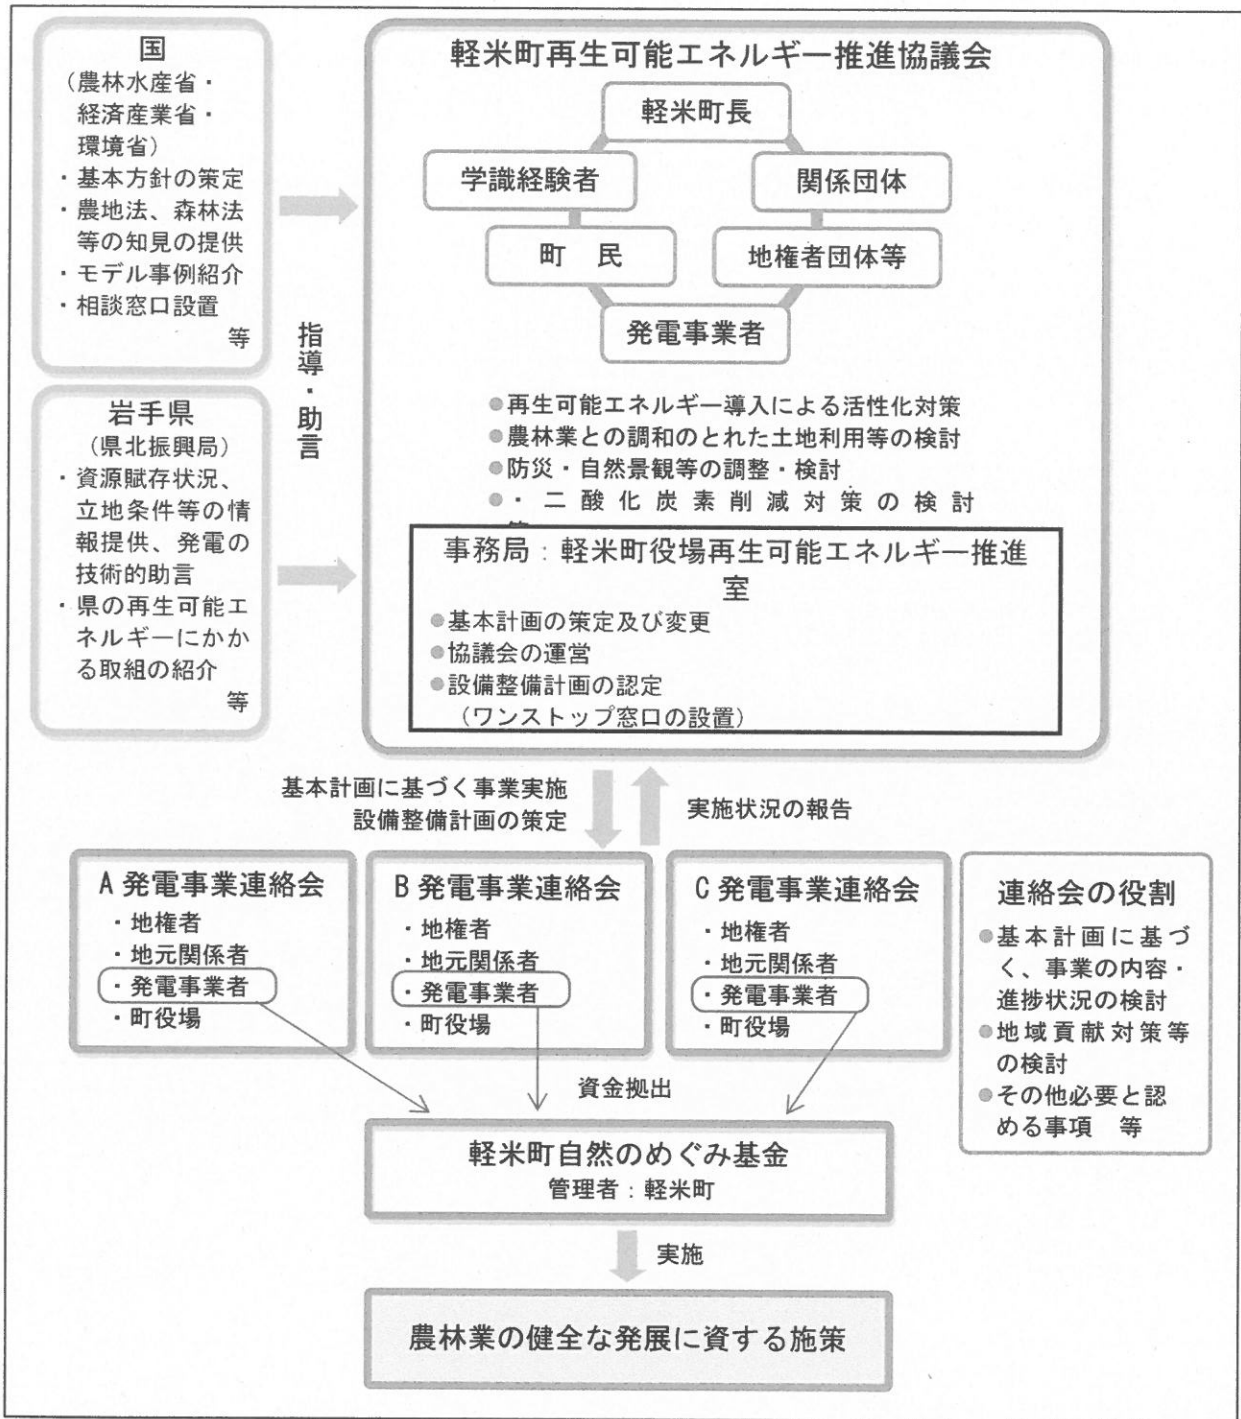 国
（農林水産省・
経済産業省・
環境省）
・基本方針の策定
・農地法、森林法
等の知見の提供
・モデル事例紹介
・相談窓口設置
等
岩手県
（県北振興局）
・資源賦存状況、
立地条件等の情
報提供、発電の
技術的助言
・県の再生可能エ
ネルギーにかか
る取組の紹介
等
指導・助言
軽米町再生可能エネルギー推進協議会
軽米町長
学識経験者
関係団体
町　民
地権者団体等
発電事業者
●再生可能エネルギー導入による活性化対策
●農林業との調和のとれた土地利用等の検討
●防災・自然景観等の調整・検討
●・二酸化炭素削減対策の検討
事務局：軽米町役場再生可能エネルギー推進
室
●基本計画の策定及び変更
●協議会の運営
●設備整備計画の認定
（ワンストップ窓口の設置）
基本計画に基づく事業実施
設備整備計画の策定
実施状況の報告
A 発電事業連絡会
・地権者
・地元関係者
・発電事業者
・町役場
B 発電事業連絡会
・地権者
・地元関係者
・発電事業者
・町役場
C 発電事業連絡会
・地権者
・地元関係者
・発電事業者
・町役場
連絡会の役割
●基本計画に基づ
く、事業の内容・
進捗状況の検討
●地域貢献対策等
の検討
●その他必要と認
める事項　等
資金拠出
軽米町自然のめぐみ基金
管理者：軽米町
実施
農林業の健全な発展に資する施策